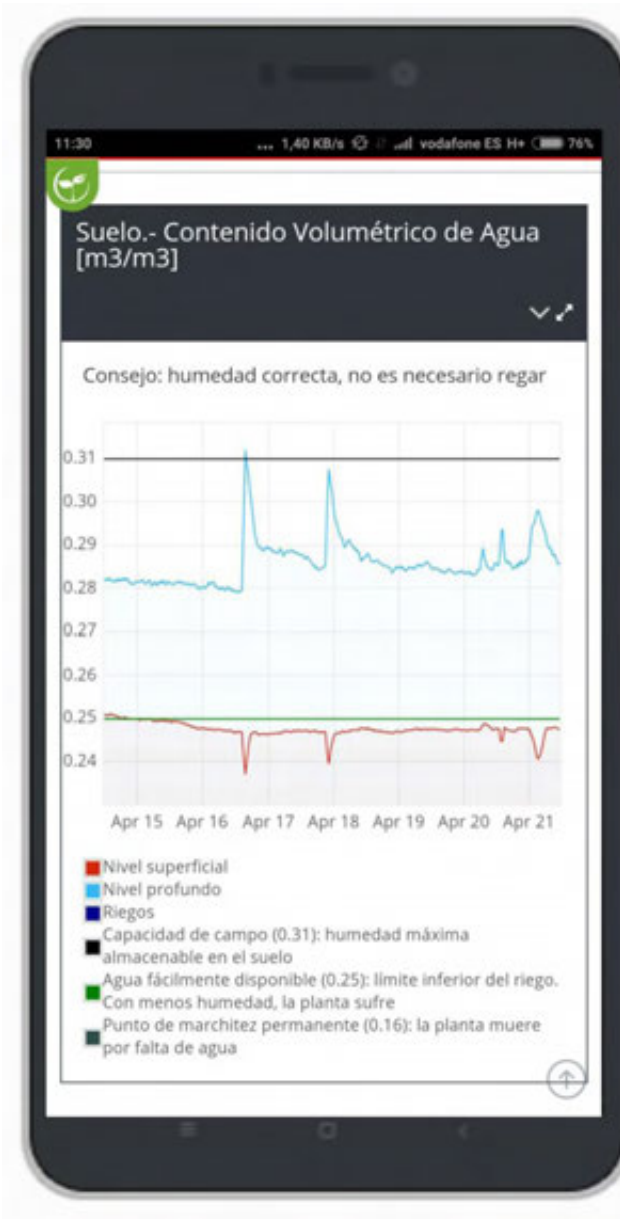 11:30 ... 1,40 KB/s vodafone ES H+ 76%
Suelo.- Contenido Volumétrico de Agua
[m3/m3]
Consejo: humedad correcta, no es necesario regar
0.31
0.30
0.29
0.28
0.27
0.26
0.25
0.24
Apr 15 Apr 16 Apr 17 Apr 18 Apr 19 Apr 20 Apr 21
Nivel superficial
Nivel profundo
Riegos
Capacidad de campo (0.31): humedad máxima
almacenable en el suelo
Agua fácilmente disponible (0.25): límite inferior del riego.
Con menos humedad, la planta sufre
Punto de marchitez permanente (0.16): la planta muere
por falta de agua